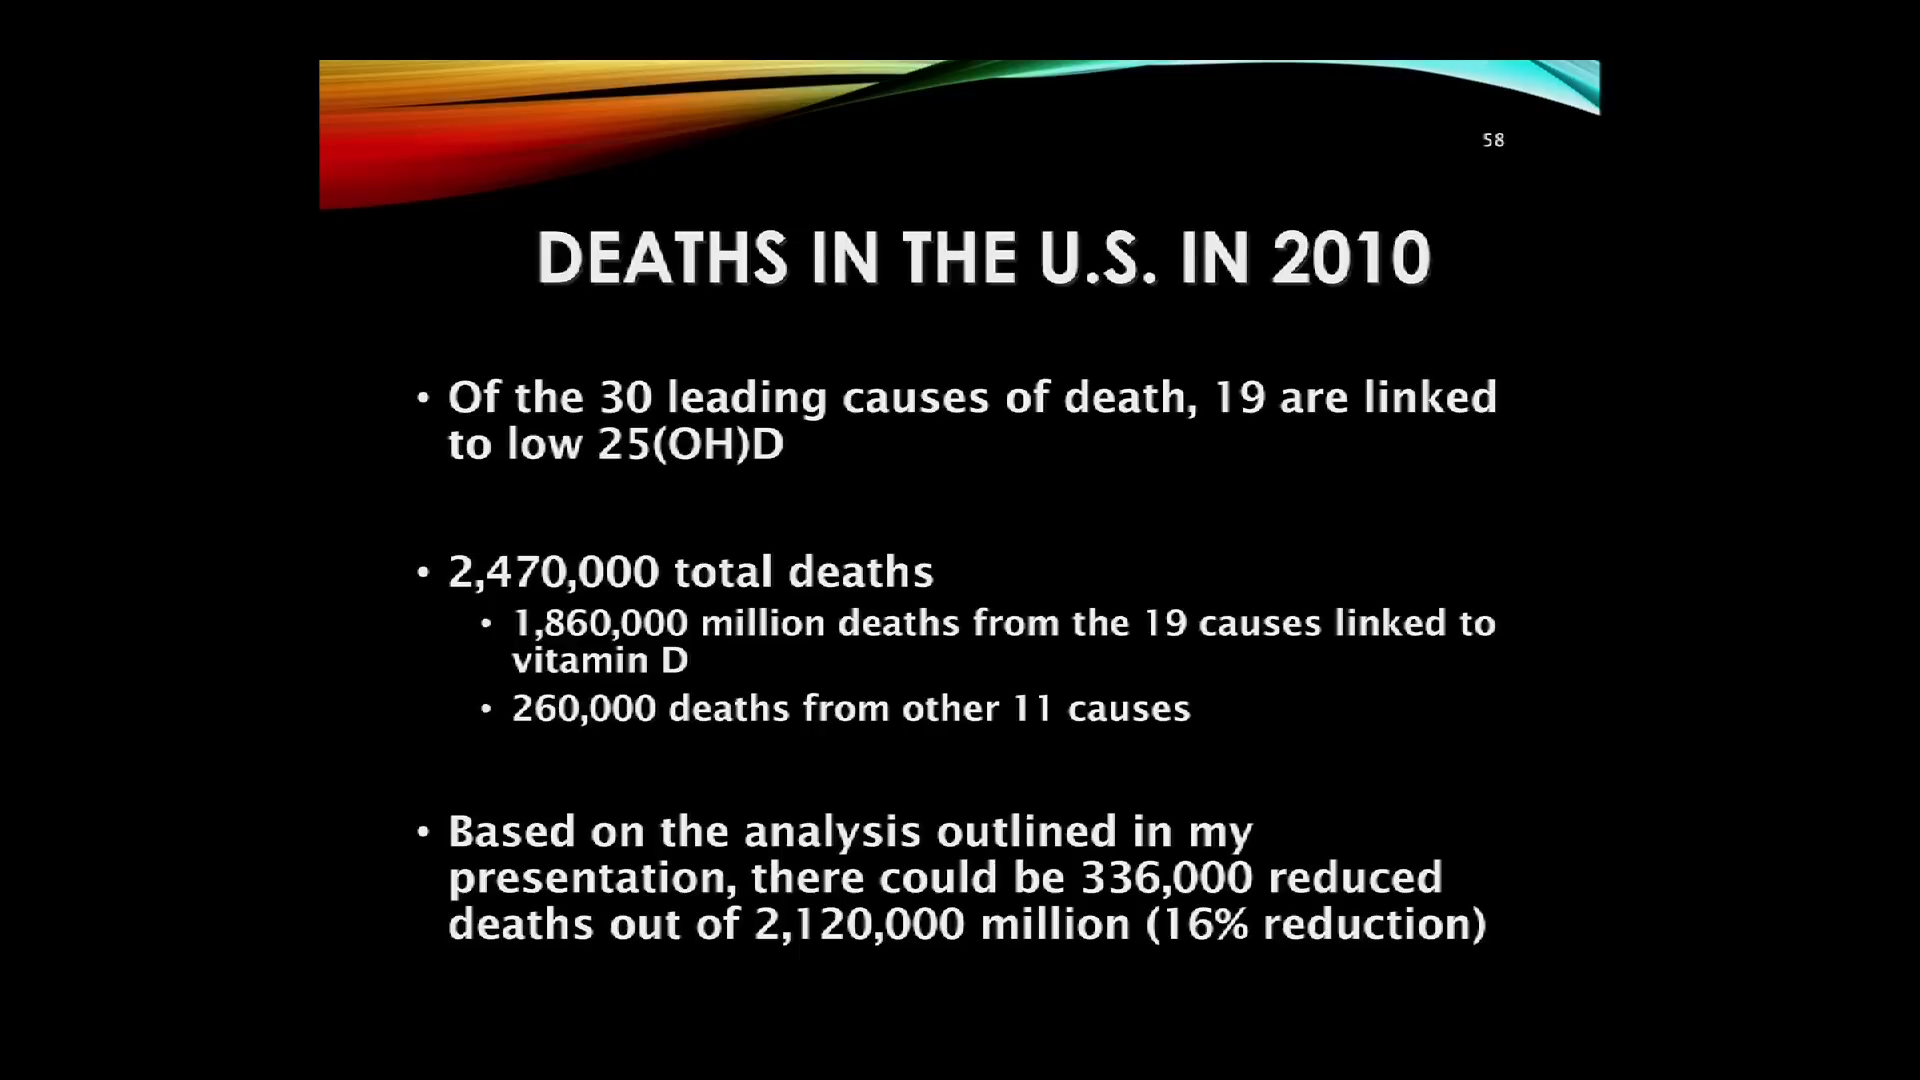 58
DEATHS IN THE U.S. IN 2010
• Of the 30 leading causes of death, 19 are linked
to low 25(OH)D
• 2,470,000 total deaths
• 1,860,000 million deaths from the 19 causes linked to
vitamin D
• 260,000 deaths from other 11 causes
• Based on the analysis outlined in my
presentation, there could be 336,000 reduced
deaths out of 2,120,000 million (16% reduction)